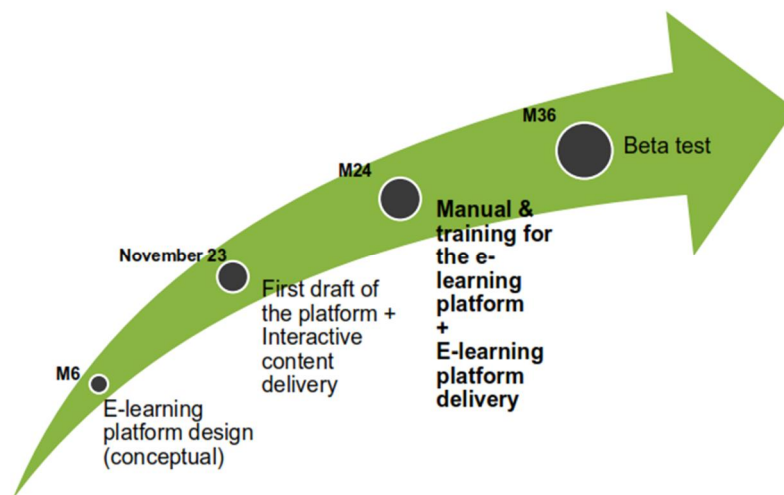 M6
E-learning
platform design
(conceptual)
November 23
First draft of
the platform +
Interactive
content
delivery
M24
Manual &
training for
the e-
learning
platform
+
E-learning
platform
delivery
M36
Beta test